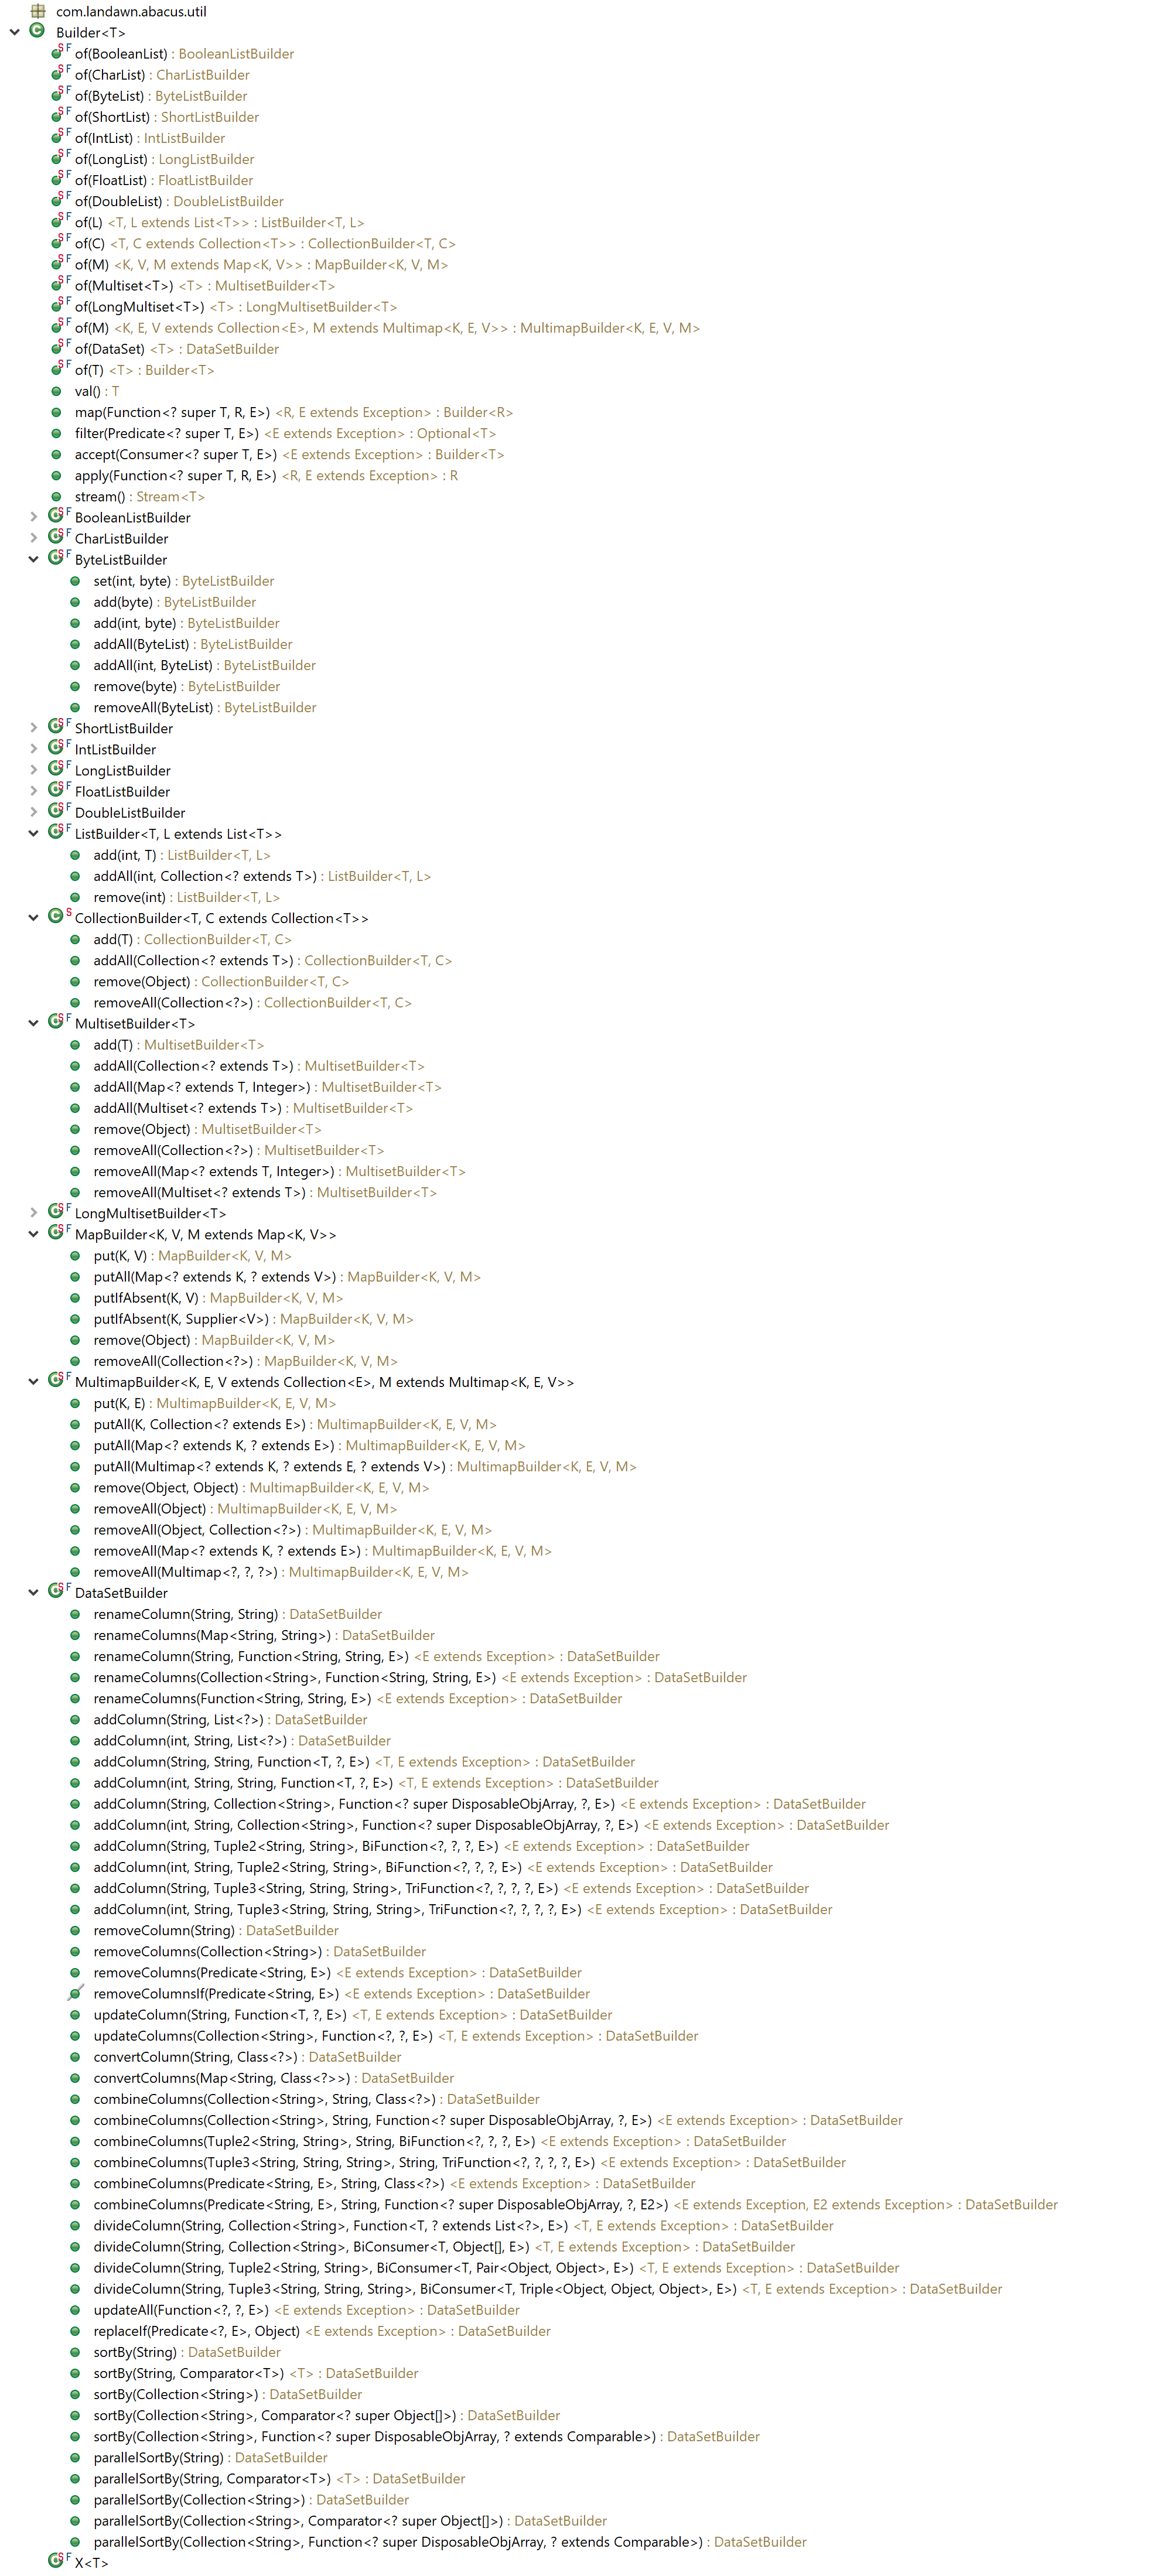 com.landawn.abacus.util
Builder<T>
of(BooleanList) : BooleanListBuilder
of(CharList) : CharListBuilder
of(ByteList) : ByteListBuilder
of(ShortList) : ShortListBuilder
of(IntList) : IntListBuilder
of(LongList) : LongListBuilder
of(FloatList) : FloatListBuilder
of(DoubleList) : DoubleListBuilder
of(L) <T, L extends List<T>> : ListBuilder<T, L>
of(C) <T, C extends Collection<T>> : CollectionBuilder<T, C>
of(M) <K, V, M extends Map<K, V>> : MapBuilder<K, V, M>
of(Multiset<T>) <T> : MultisetBuilder<T>
of(LongMultiset<T>) <T> : LongMultisetBuilder<T>
of(M) <K, E, V extends Collection<E>, M extends Multimap<K, E, V>> : MultimapBuilder<K, E, V, M>
of(DataSet) <T> : DataSetBuilder
of(T) <T> : Builder<T>
val() : T
map(Function<? super T, R, E>) <R, E extends Exception> : Builder<R>
filter(Predicate<? super T, E>) <E extends Exception> : Optional<T>
accept(Consumer<? super T, E>) <E extends Exception> : Builder<T>
apply(Function<? super T, R, E>) <R, E extends Exception> : R
stream() : Stream<T>
BooleanListBuilder
CharListBuilder
ByteListBuilder
set(int, byte) : ByteListBuilder
add(byte) : ByteListBuilder
add(int, byte) : ByteListBuilder
addAll(ByteList) : ByteListBuilder
addAll(int, ByteList) : ByteListBuilder
remove(byte) : ByteListBuilder
removeAll(ByteList) : ByteListBuilder
ShortListBuilder
IntListBuilder
LongListBuilder
FloatListBuilder
DoubleListBuilder
ListBuilder<T, L extends List<T>>
add(int, T) : ListBuilder<T, L>
addAll(int, Collection<? extends T>) : ListBuilder<T, L>
remove(int) : ListBuilder<T, L>
CollectionBuilder<T, C extends Collection<T>>
add(T) : CollectionBuilder<T, C>
addAll(Collection<? extends T>) : CollectionBuilder<T, C>
remove(Object) : CollectionBuilder<T, C>
removeAll(Collection<?>) : CollectionBuilder<T, C>
MultisetBuilder<T>
add(T) : MultisetBuilder<T>
addAll(Collection<? extends T>) : MultisetBuilder<T>
addAll(Map<? extends T, Integer>) : MultisetBuilder<T>
addAll(Multiset<? extends T>) : MultisetBuilder<T>
remove(Object) : MultisetBuilder<T>
removeAll(Collection<?>) : MultisetBuilder<T>
removeAll(Map<? extends T, Integer>) : MultisetBuilder<T>
removeAll(Multiset<? extends T>) : MultisetBuilder<T>
LongMultisetBuilder<T>
MapBuilder<K, V, M extends Map<K, V>>
put(K, V) : MapBuilder<K, V, M>
putAll(Map<? extends K, ? extends V>) : MapBuilder<K, V, M>
putIfAbsent(K, V) : MapBuilder<K, V, M>
putIfAbsent(K, Supplier<V>) : MapBuilder<K, V, M>
remove(Object) : MapBuilder<K, V, M>
removeAll(Collection<?>) : MapBuilder<K, V, M>
MultimapBuilder<K, E, V extends Collection<E>, M extends Multimap<K, E, V>>
put(K, E) : MultimapBuilder<K, E, V, M>
putAll(K, Collection<? extends E>) : MultimapBuilder<K, E, V, M>
putAll(Map<? extends K, ? extends E>) : MultimapBuilder<K, E, V, M>
putAll(Multimap<? extends K, ? extends E, ? extends V>) : MultimapBuilder<K, E, V, M>
remove(Object, Object) : MultimapBuilder<K, E, V, M>
removeAll(Object) : MultimapBuilder<K, E, V, M>
removeAll(Object, Collection<?>) : MultimapBuilder<K, E, V, M>
removeAll(Map<? extends K, ? extends E>) : MultimapBuilder<K, E, V, M>
removeAll(Multimap<?, ?, ?>) : MultimapBuilder<K, E, V, M>
DataSetBuilder
renameColumn(String, String) : DataSetBuilder
renameColumns(Map<String, String>) : DataSetBuilder
renameColumn(String, Function<String, String, E>) <E extends Exception> : DataSetBuilder
renameColumns(Collection<String>, Function<String, String, E>) <E extends Exception> : DataSetBuilder
renameColumns(Function<String, String, E>) <E extends Exception> : DataSetBuilder
addColumn(String, List<?>) : DataSetBuilder
addColumn(int, String, List<?>) : DataSetBuilder
addColumn(String, String, Function<T, ?, E>) <T, E extends Exception> : DataSetBuilder
addColumn(int, String, String, Function<T, ?, E>) <T, E extends Exception> : DataSetBuilder
addColumn(String, Collection<String>, Function<? super DisposableObjArray, ?, E>) <E extends Exception> : DataSetBuilder
addColumn(int, String, Collection<String>, Function<? super DisposableObjArray, ?, E>) <E extends Exception> : DataSetBuilder
addColumn(String, Tuple2<String, String>, BiFunction<?, ?, ?, E>) <E extends Exception> : DataSetBuilder
addColumn(int, String, Tuple2<String, String>, BiFunction<?, ?, ?, E>) <E extends Exception> : DataSetBuilder
addColumn(String, Tuple3<String, String, String>, TriFunction<?, ?, ?, ?, E>) <E extends Exception> : DataSetBuilder
addColumn(int, String, Tuple3<String, String, String>, TriFunction<?, ?, ?, ?, E>) <E extends Exception> : DataSetBuilder
removeColumn(String) : DataSetBuilder
removeColumns(Collection<String>) : DataSetBuilder
removeColumns(Predicate<String, E>) <E extends Exception> : DataSetBuilder
removeColumnsIf(Predicate<String, E>) <E extends Exception> : DataSetBuilder
updateColumn(String, Function<T, ?, E>) <T, E extends Exception> : DataSetBuilder
updateColumns(Collection<String>, Function<?, ?, E>) <T, E extends Exception> : DataSetBuilder
convertColumn(String, Class<?>) : DataSetBuilder
convertColumns(Map<String, Class<?>>) : DataSetBuilder
combineColumns(Collection<String>, String, Class<?>) : DataSetBuilder
combineColumns(Collection<String>, String, Function<? super DisposableObjArray, ?, E>) <E extends Exception> : DataSetBuilder
combineColumns(Tuple2<String, String>, String, BiFunction<?, ?, ?, E>) <E extends Exception> : DataSetBuilder
combineColumns(Tuple3<String, String, String>, String, TriFunction<?, ?, ?, ?, E>) <E extends Exception> : DataSetBuilder
combineColumns(Predicate<String, E>, String, Class<?>) <E extends Exception> : DataSetBuilder
combineColumns(Predicate<String, E>, String, Function<? super DisposableObjArray, ?, E2>) <E extends Exception, E2 extends Exception> : DataSetBuilder
divideColumn(String, Collection<String>, Function<T, ? extends List<?>, E>) <T, E extends Exception> : DataSetBuilder
divideColumn(String, Collection<String>, BiConsumer<T, Object[], E>) <T, E extends Exception> : DataSetBuilder
divideColumn(String, Tuple2<String, String>, BiConsumer<T, Pair<Object, Object>, E>) <T, E extends Exception> : DataSetBuilder
divideColumn(String, Tuple3<String, String, String>, BiConsumer<T, Triple<Object, Object, Object>, E>) <T, E extends Exception> : DataSetBuilder
updateAll(Function<?, ?, E>) <E extends Exception> : DataSetBuilder
replaceIf(Predicate<?, E>, Object) <E extends Exception> : DataSetBuilder
sortBy(String) : DataSetBuilder
sortBy(String, Comparator<T>) <T> : DataSetBuilder
sortBy(Collection<String>) : DataSetBuilder
sortBy(Collection<String>, Comparator<? super Object[]>) : DataSetBuilder
sortBy(Collection<String>, Function<? super DisposableObjArray, ? extends Comparable>) : DataSetBuilder
parallelSortBy(String) : DataSetBuilder
parallelSortBy(String, Comparator<T>) <T> : DataSetBuilder
parallelSortBy(Collection<String>) : DataSetBuilder
parallelSortBy(Collection<String>, Comparator<? super Object[]>) : DataSetBuilder
parallelSortBy(Collection<String>, Function<? super DisposableObjArray, ? extends Comparable>) : DataSetBuilder
X<T>